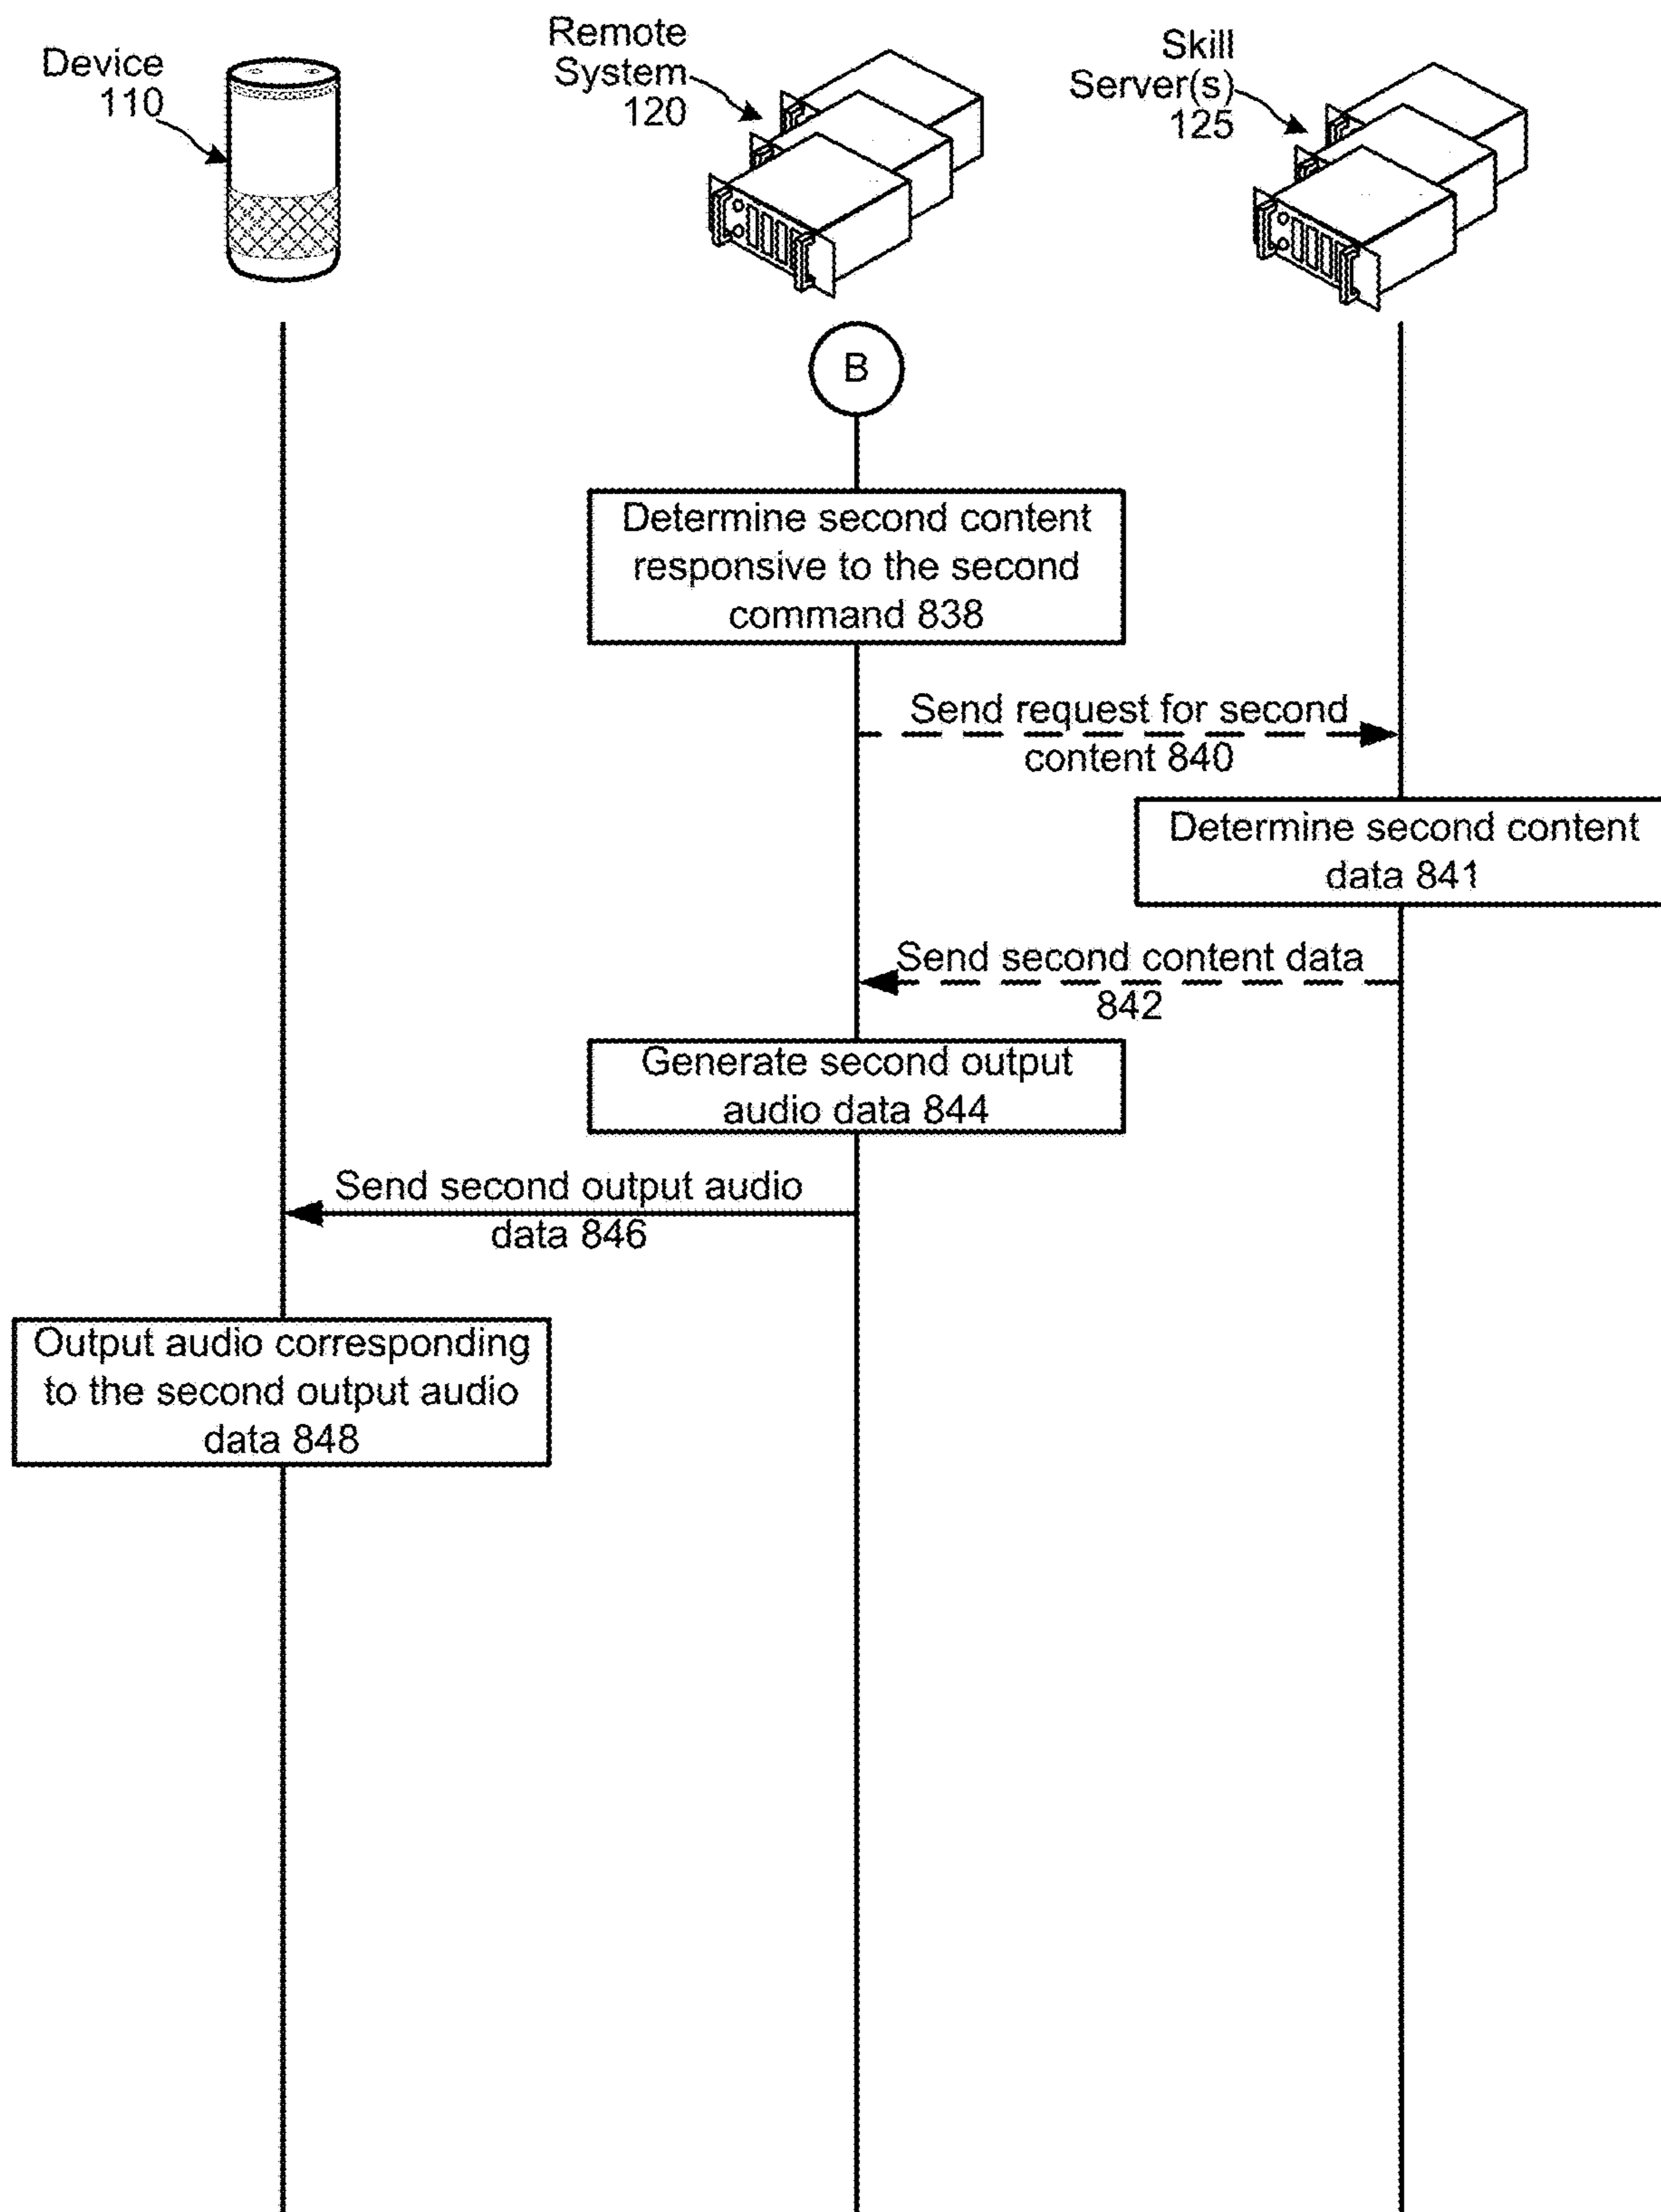 Device
110
Remote
System
120
Skill
Server(s)
125
B
Determine second content
responsive to the second
command 838
Send request for second
content 840
Determine second content
data 841
Send second content data
842
Generate second output
audio data 844
Send second output audio
data 846
Output audio corresponding
to the second output audio
data 848